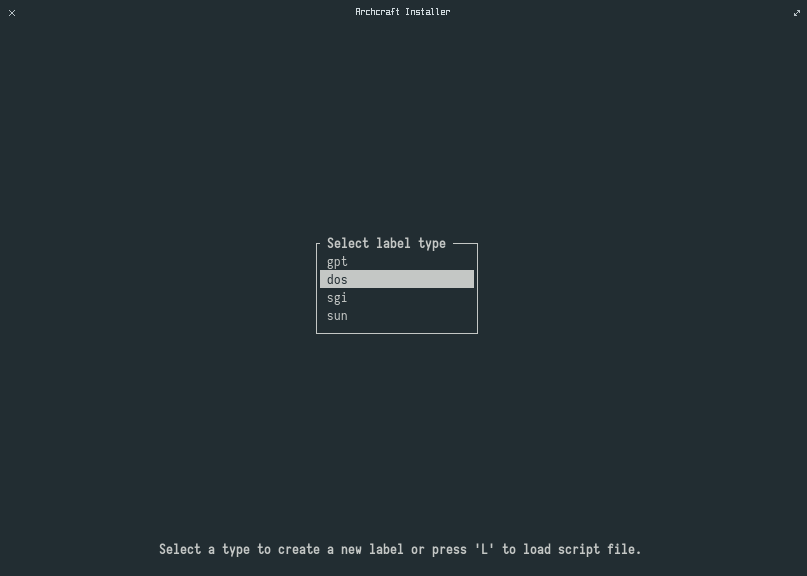 Archcraft Installer
Select label type
gpt
dos
sgi
sun
Select a type to create a new label or press 'L' to load script file.